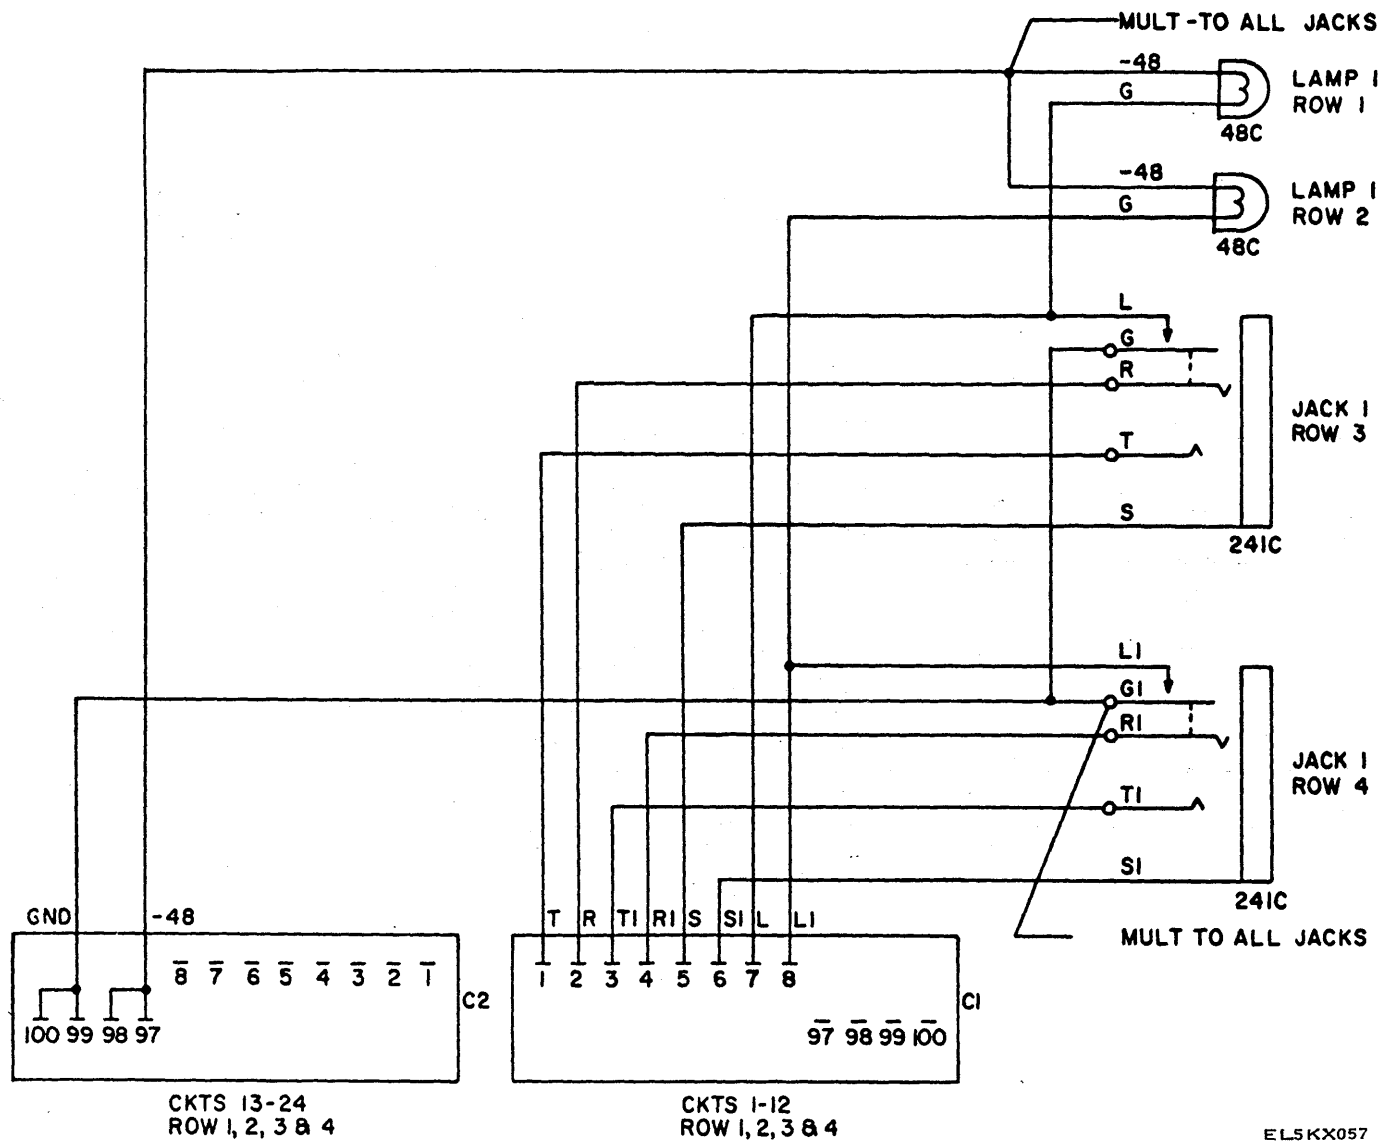 MULT-TO ALL JACKS
-48
G
LAMP 1
ROW 1
48C
-48
G
LAMP 1
ROW 2
48C
L
G
R
T
S
JACK 1
ROW 3
241C
L1
G1
R1
T1
S1
JACK 1
ROW 4
241C
MULT TO ALL JACKS
GND
-48
8 7 6 5 4 3 2 1
100 99 98 97
C2
CKTS 13-24
ROW 1, 2, 3 & 4
T R T1 R1 S S1 L L1
1 2 3 4 5 6 7 8
97 98 99 100
C1
CKTS 1-12
ROW 1, 2, 3 & 4
EL5KX057